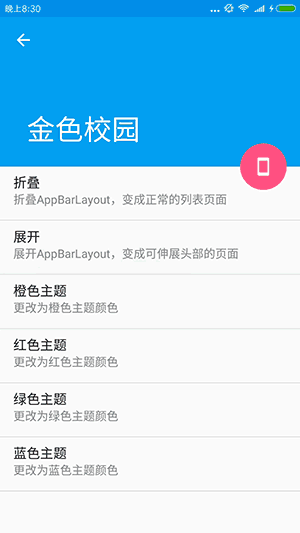 晚上8:30
金色校园
折叠
折叠AppBarLayout，变成正常的列表页面
展开
展开AppBarLayout，变成可伸展头部的页面
橙色主题
更改为橙色主题颜色
红色主题
更改为红色主题颜色
绿色主题
更改为绿色主题颜色
蓝色主题
更改为蓝色主题颜色